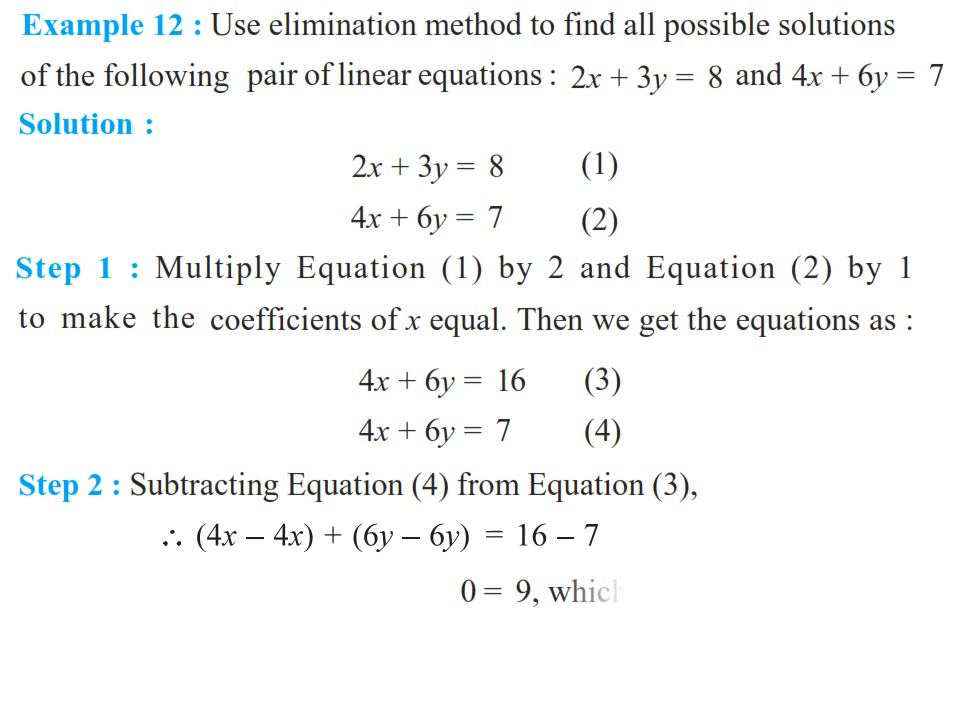 Example 12 : Use elimination method to find all possible solutions
of the following pair of linear equations : 2x + 3y = 8 and 4x + 6y = 7
Solution :
2x + 3y = 8 (1)
4x + 6y = 7 (2)
Step 1 : Multiply Equation (1) by 2 and Equation (2) by 1
to make the coefficients of x equal. Then we get the equations as :
4x + 6y = 16 (3)
4x + 6y = 7 (4)
Step 2 : Subtracting Equation (4) from Equation (3),
∴ (4x – 4x) + (6y – 6y) = 16 – 7
0 = 9, which